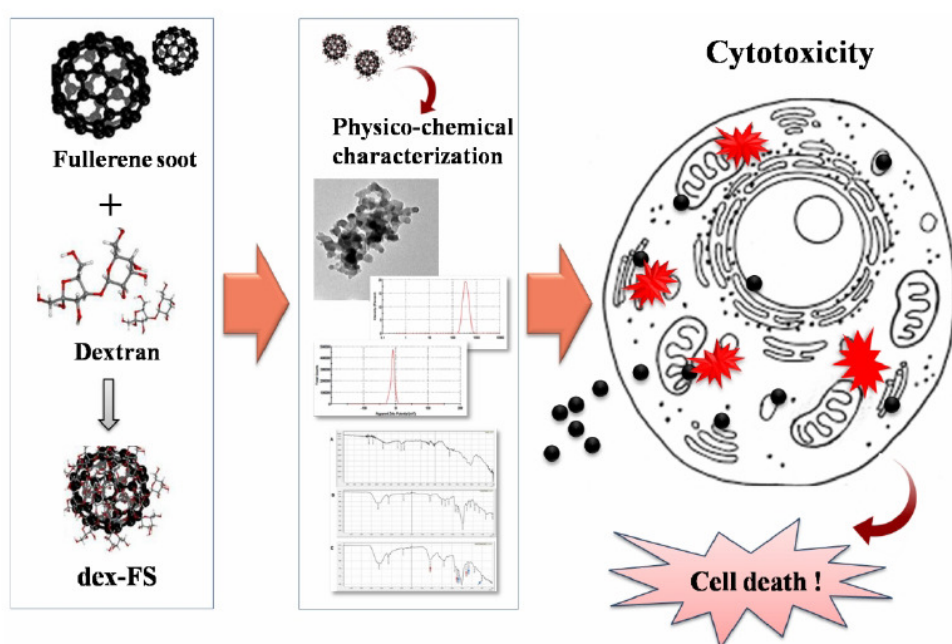 Fullerene soot
+
Dextran
dex-FS
Physico-chemical
characterization
A
B
C
Cytotoxicity
Cell death !